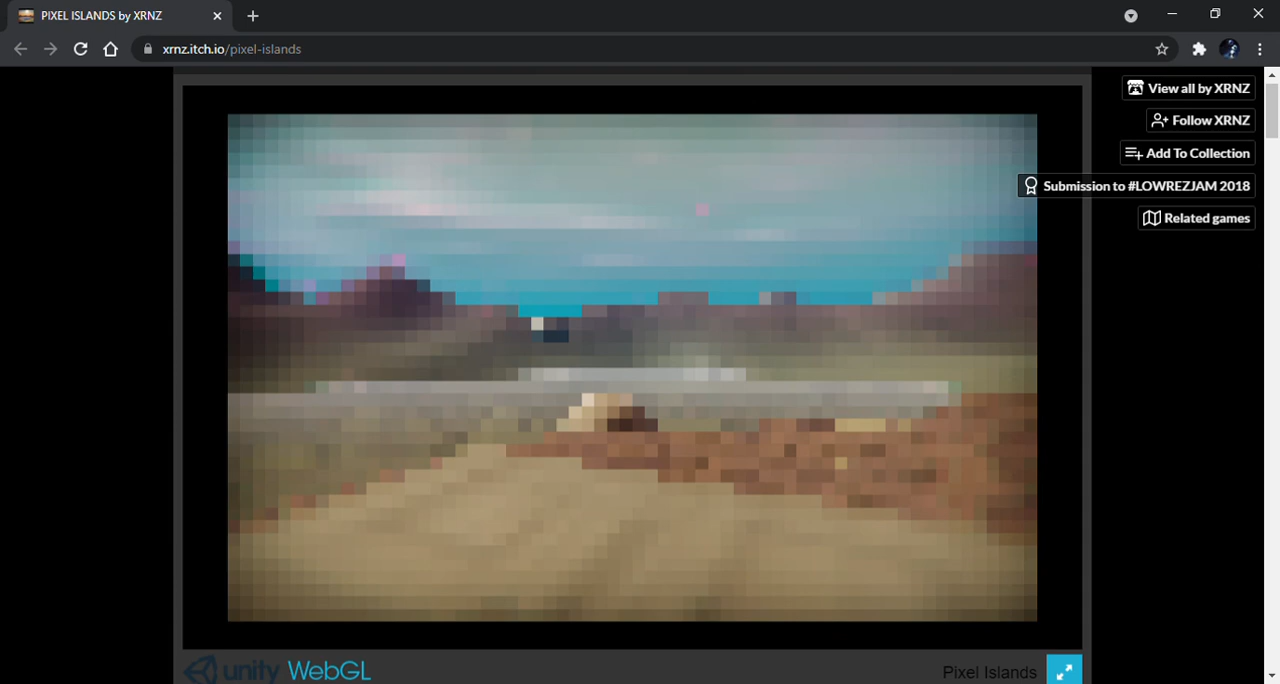 PIXEL ISLANDS by XRNZ
xrnz.itch.io/pixel-islands
View all by XRNZ
Follow XRNZ
Add To Collection
Submission to #LOWREZJAM 2018
Related games
unity WebGL
Pixel Islands